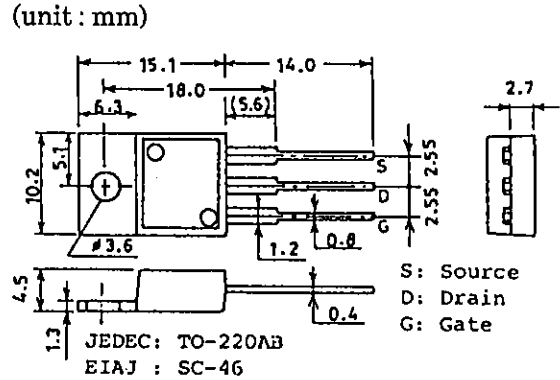 (unit : mm)
15.1
14.0
2.7
18.0
6.3
(5.6)
5.1
10.2
S
2.55
D
2.55
G
ø3.6
1.2
0.8
S: Source
D: Drain
G: Gate
4.5
1.3
0.4
JEDEC: TO-220AB
EIAJ : SC-46